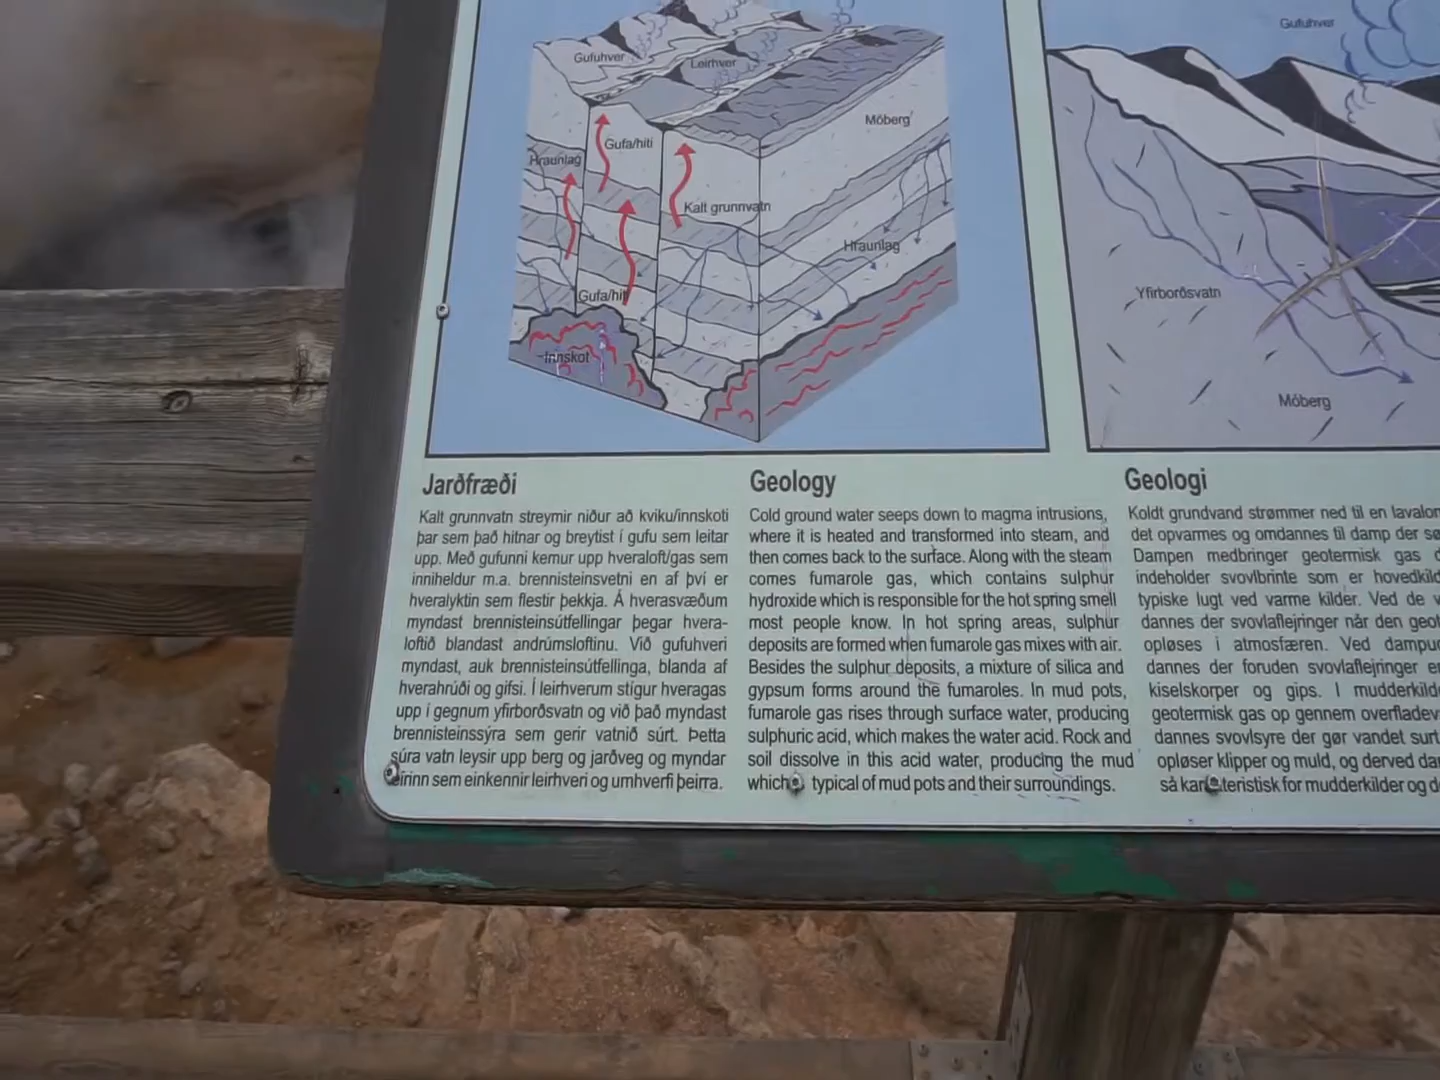 Gufuhver
Leirhver
Móberg
Gufa/hiti
Hraunlag
Kalt grunnvatn
Hraunlag
Gufa/hiti
Innskot
Gufuhver
Yfirborðsvatn
Móberg
Jarðfræði
Kalt grunnvatn streymir niður að kviku/innskoti
þar sem það hitnar og breytist í gufu sem leitar
upp. Með gufunni kemur upp hveraloft/gas sem
inniheldur m.a. brennisteinsvetni en af því er
hveralyktin sem flestir þekkja. Á hverasvæðum
myndast brennisteinsútfellingar þegar hvera-
loftið blandast andrúmsloftinu. Við gufuhveri
myndast, auk brennisteinsútfellinga, blanda af
hverahrúði og gifsi. Í leirhverum stígur hveragas
upp í gegnum yfirborðsvatn og við það myndast
brennisteinssýra sem gerir vatnið súrt. Þetta
súra vatn leysir upp berg og jarðveg og myndar
leirinn sem einkennir leirhveri og umhverfi þeirra.
Geology
Cold ground water seeps down to magma intrusions,
where it is heated and transformed into steam, and
then comes back to the surface. Along with the steam
comes fumarole gas, which contains sulphur
hydroxide which is responsible for the hot spring smell
most people know. In hot spring areas, sulphur
deposits are formed when fumarole gas mixes with air.
Besides the sulphur deposits, a mixture of silica and
gypsum forms around the fumaroles. In mud pots,
fumarole gas rises through surface water, producing
sulphuric acid, which makes the water acid. Rock and
soil dissolve in this acid water, producing the mud
which typical of mud pots and their surroundings.
Geologi
Koldt grundvand strømmer ned til en
det opvarmes og omdannes til damp der
Dampen medbringer geotermisk gas
indeholder svovlbrinte som er
typiske lugt ved varme kilder. Ved de
dannes der svovlaflejringer når den
opløses i atmosfæren. Ved
dannes der foruden svovlaflejringer
kiselskorper og gips. I
geotermisk gas op gennem
dannes svovlsyre der gør vandet surt
opløser klipper og muld, og derved
så karakteristisk for mudderkilder og